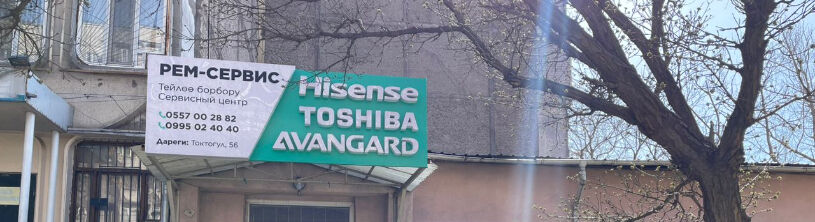 РЕМ-СЕРВИС
Тейлөө борбору
Сервисный центр
0557 00 28 82
0995 02 40 40
Дареги: Токтогул, 56
Hisense
TOSHIBA
AVANGARD